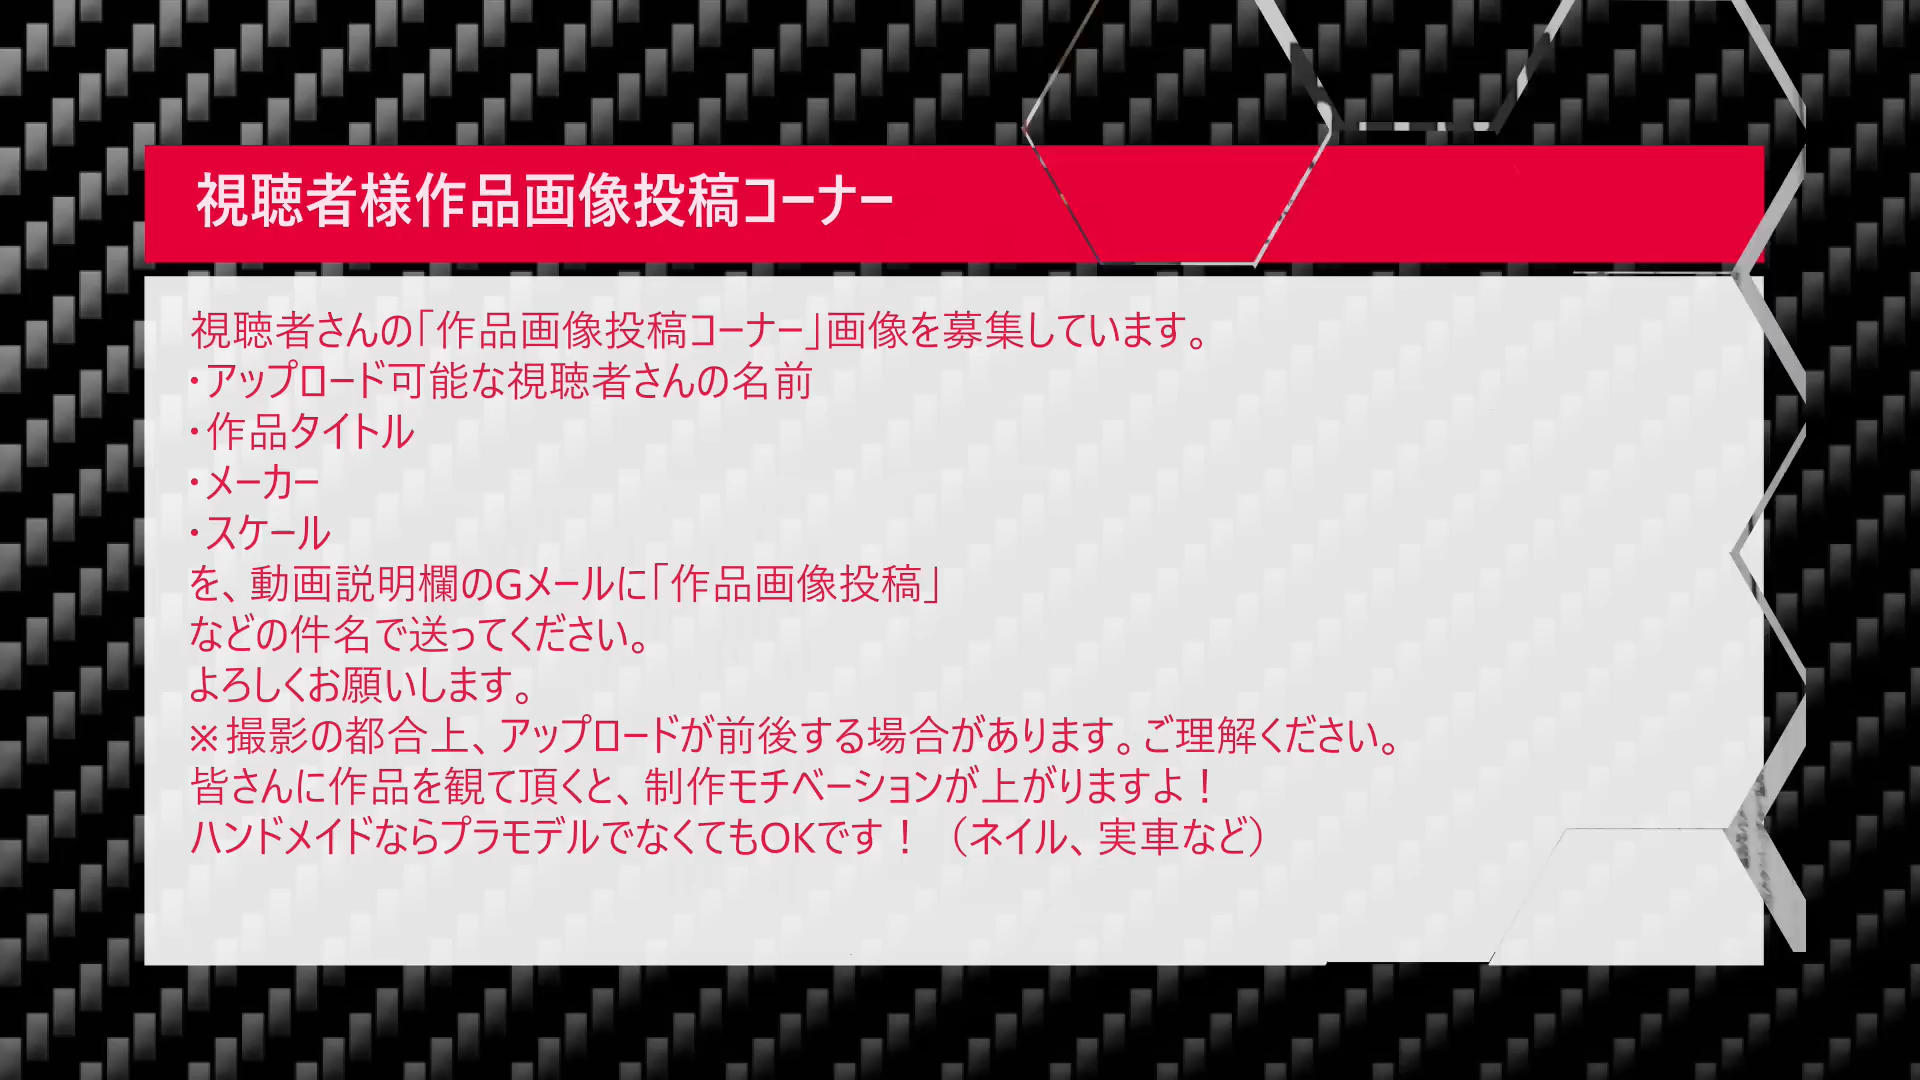 視聴者様作品画像投稿コーナー
視聴者さんの「作品画像投稿コーナー」画像を募集しています。
・アップロード可能な視聴者さんの名前
・作品タイトル
・メーカー
・スケール
を、動画説明欄のGメールに「作品画像投稿」
などの件名で送ってください。
よろしくお願いします。
※撮影の都合上、アップロードが前後する場合があります。ご理解ください。
皆さんに作品を観て頂くと、制作モチベーションが上がりますよ！
ハンドメイドならプラモデルでなくてもOKです！（ネイル、実車など）